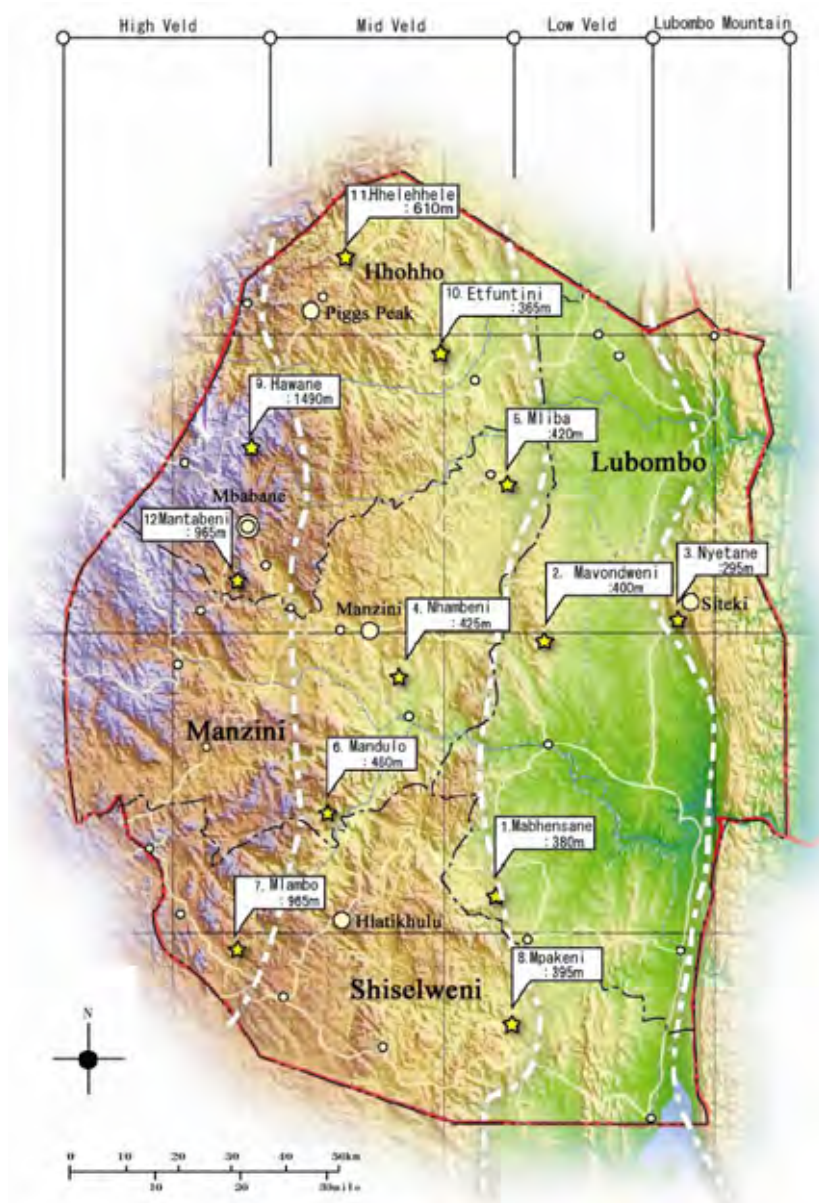 High Veld
Mid Veld
Low Veld
Lubombo Mountain
11.Hhelehhele
:610m
Hhohho
10. Etfuntini
:365m
Piggs Peak
9. Hawane
:1490m
5. Mliba
:420m
Lubombo
Mbabane
12Mantabeni
:965m
3. Nyetane
:295m
2. Mavondweni
:400m
Siteki
4. Nhambeni
:425m
Manzini
Manzini
6. Mandulo
:460m
1.Mabhensane
:380m
7. Mlambo
:965m
Hlatikhulu
8.Mpakeni
:395m
Shiselweni
N
0 10 20 30 40 50km
10 20 30mile